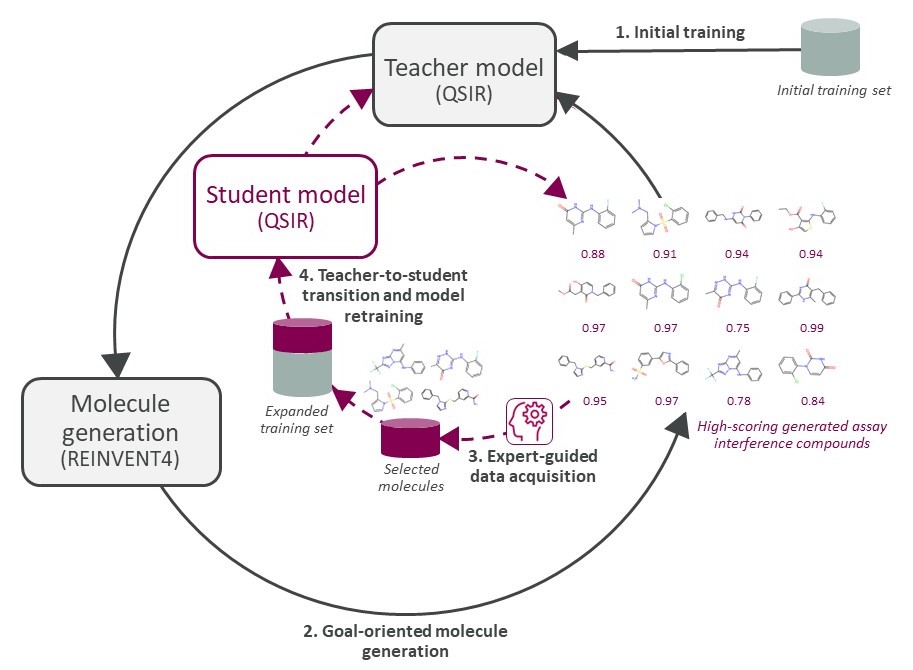 1. Initial training
Initial training set
Teacher model
(QSIR)
Student model
(QSIR)
0.88 0.91 0.94 0.94
0.97 0.97 0.75 0.99
0.95 0.97 0.78 0.84
High-scoring generated assay
interference compounds
4. Teacher-to-student
transition and model
retraining
Expanded
training set
Selected
molecules
3. Expert-guided
data acquisition
Molecule
generation
(REINVENT4)
2. Goal-oriented molecule
generation